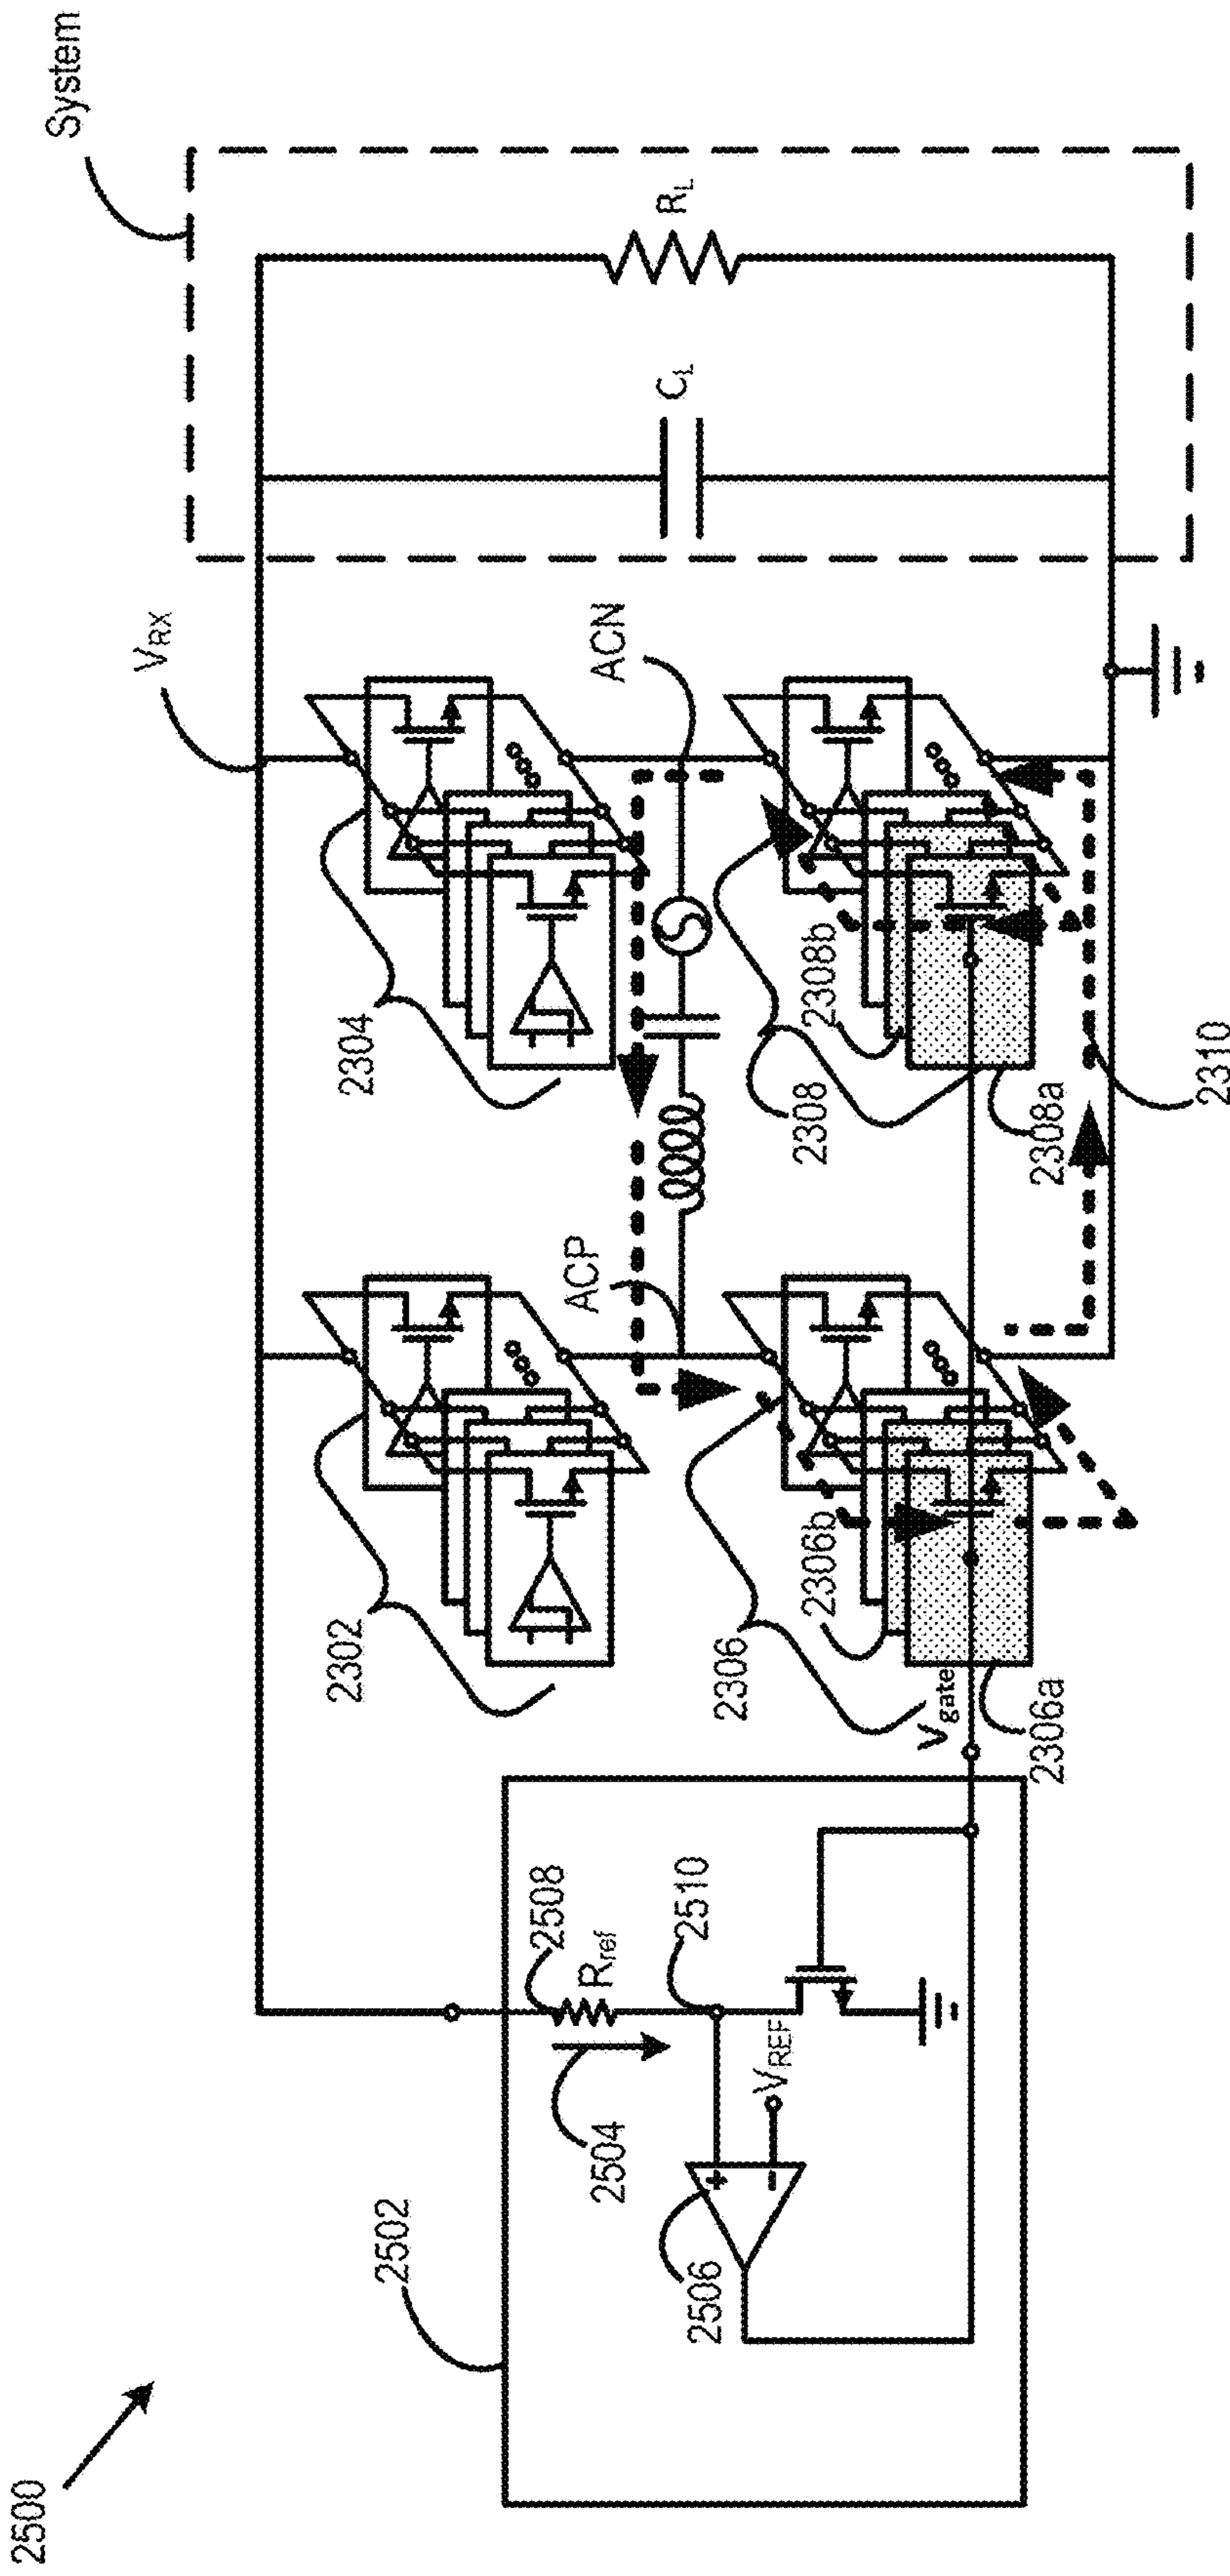 2500
System
V_RX
2502
2504
2506
2508
R_ref
2510
V_REF
+
-
2302
2304
ACP
ACN
C_L
R_L
2306
2306b
V_gate
2306a
2308
2308b
2308a
2310